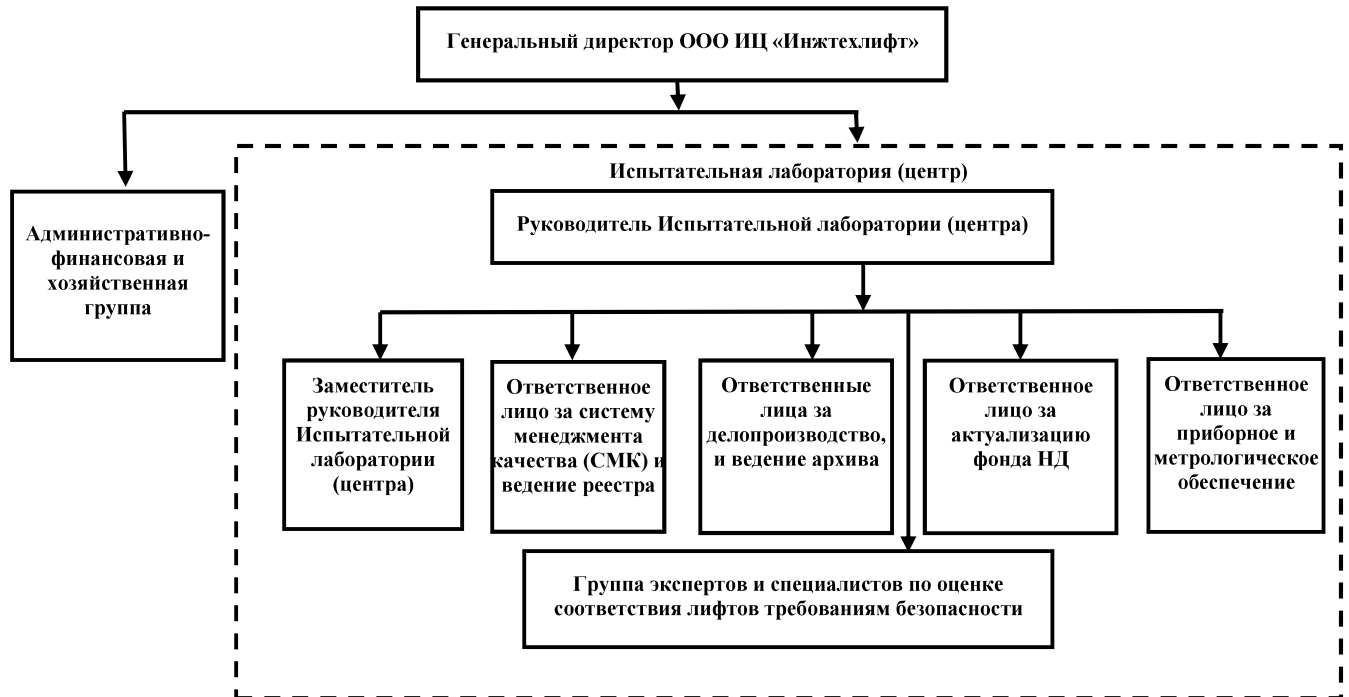 Генеральный директор ООО ИЦ «Инжтехлифт»
Испытательная лаборатория (центр)
Руководитель Испытательной лаборатории (центра)
Административно-
финансовая и
хозяйственная
группа
Заместитель
руководителя
Испытательной
лаборатории
(центра)
Ответственное
лицо за систему
менеджмента
качества (СМК) и
ведение реестра
Ответственные
лица за
делопроизводство,
и ведение архива
Ответственное
лицо за
актуализацию
фонда НД
Ответственное
лицо за
приборное и
метрологическое
обеспечение
Группа экспертов и специалистов по оценке
соответствия лифтов требованиям безопасности